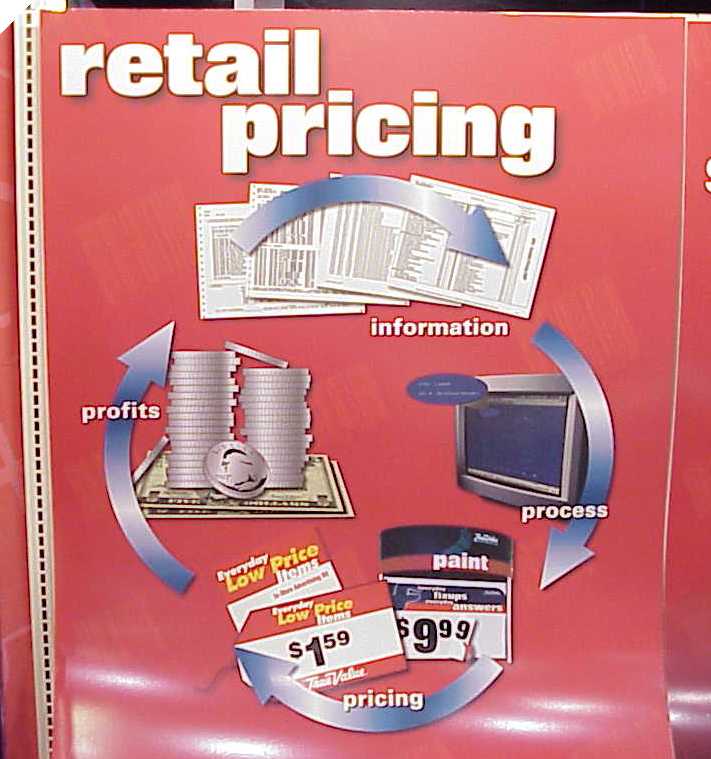 retail
pricing
information
profits
process
Everyday
Low Price
Items
Everyday
Low Price
Items
$1.59
True Value
paint
fixups
answers
$9.99
pricing